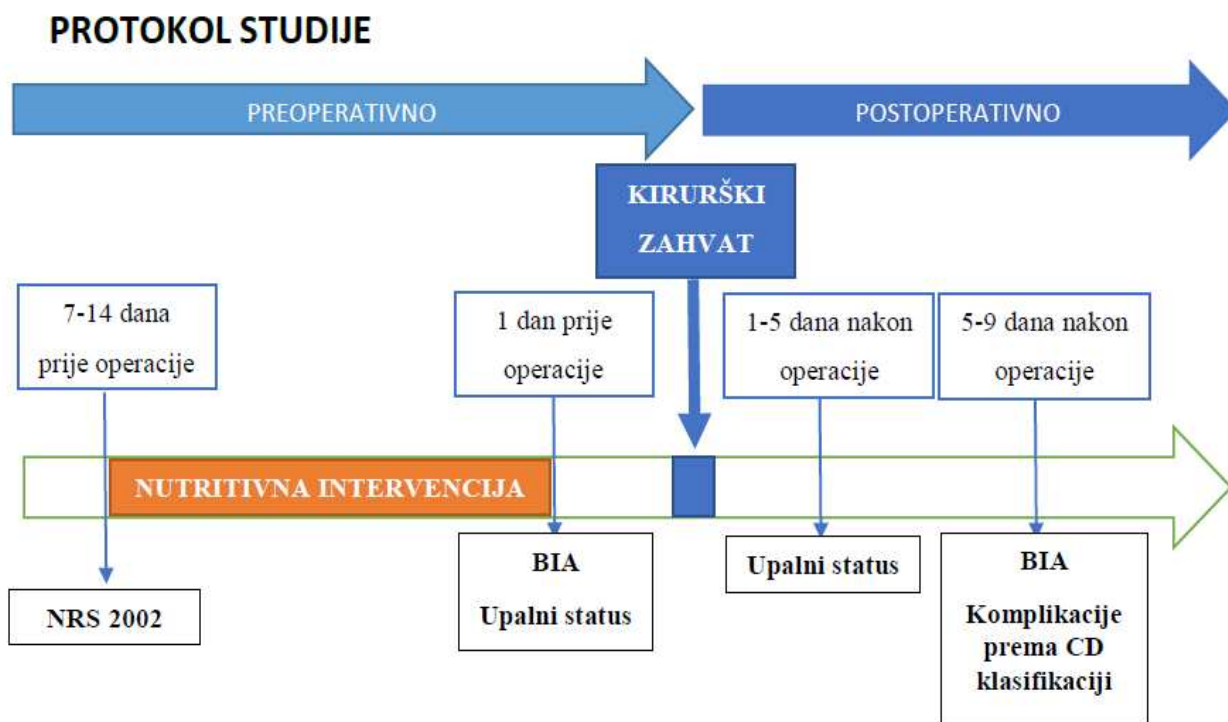 PROTOKOL STUDIJE
PREOPERATIVNO
POSTOPERATIVNO
KIRURŠKI
ZAHVAT
7-14 dana
prije operacije
1 dan prije
operacije
1-5 dana nakon
operacije
5-9 dana nakon
operacije
NUTRITIVNA INTERVENCIJA
NRS 2002
BIA
Upalni status
Upalni status
BIA
Komplikacije
prema CD
klasifikaciji